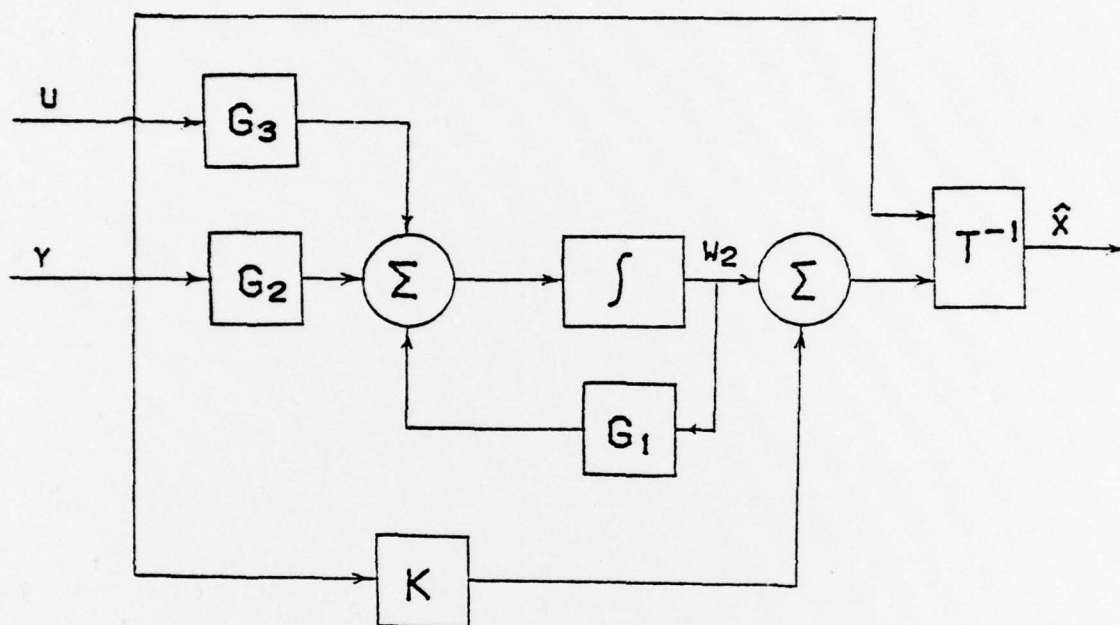 U
G₃
Y
G₂
Σ
∫
W₂
Σ
T⁻¹
X̂
G₁
K